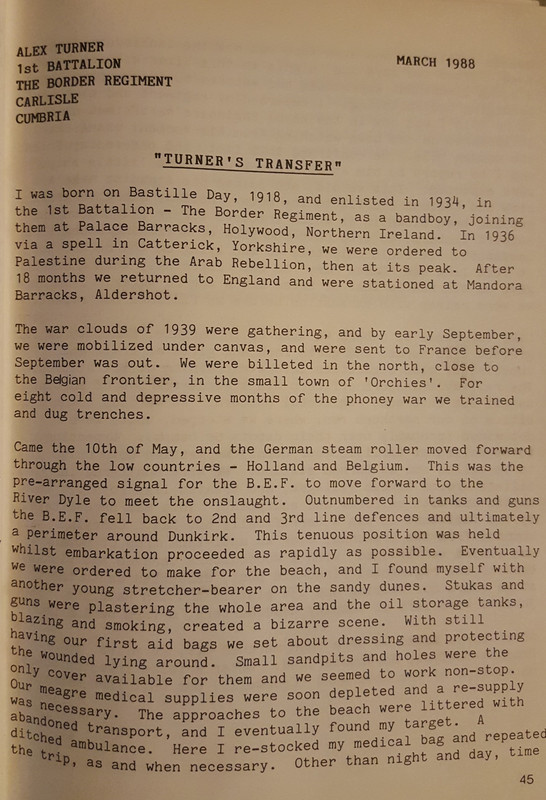 ALEX TURNER
MARCH 1988
1st BATTALION
THE BORDER REGIMENT
CARLISLE
CUMBRIA
"TURNER'S TRANSFER"
I was born on Bastille Day, 1918, and enlisted in 1934, in
the 1st Battalion - The Border Regiment, as a bandboy, joining
them at Palace Barracks, Holywood, Northern Ireland. In 1936
via a spell in Catterick, Yorkshire, we were ordered to
Palestine during the Arab Rebellion, then at its peak. After
18 months we returned to England and were stationed at Mandora
Barracks, Aldershot.
The war clouds of 1939 were gathering, and by early September,
we were mobilized under canvas, and were sent to France before
September was out. We were billeted in the north, close to
the Belgian frontier, in the small town of 'Orchies'. For
eight cold and depressive months of the phoney war we trained
and dug trenches.
Came the 10th of May, and the German steam roller moved forward
through the low countries - Holland and Belgium. This was the
pre-arranged signal for the B.E.F. to move forward to the
River Dyle to meet the onslaught. Outnumbered in tanks and guns
the B.E.F. fell back to 2nd and 3rd line defences and ultimately
a perimeter around Dunkirk. This tenuous position was held
whilst embarkation proceeded as rapidly as possible. Eventually
we were ordered to make for the beach, and I found myself with
another young stretcher-bearer on the sandy dunes. Stukas and
guns were plastering the whole area and the oil storage tanks,
blazing and smoking, created a bizarre scene. With still
having our first aid bags we set about dressing and protecting
the wounded lying around. Small sandpits and holes were the
only cover available for them and we seemed to work non-stop.
Our meagre medical supplies were soon depleted and a re-supply
was necessary. The approaches to the beach were littered with
abandoned transport, and I eventually found my target. A
ditched ambulance. Here I re-stocked my medical bag and repeated
the trip, as and when necessary. Other than night and day, time
45